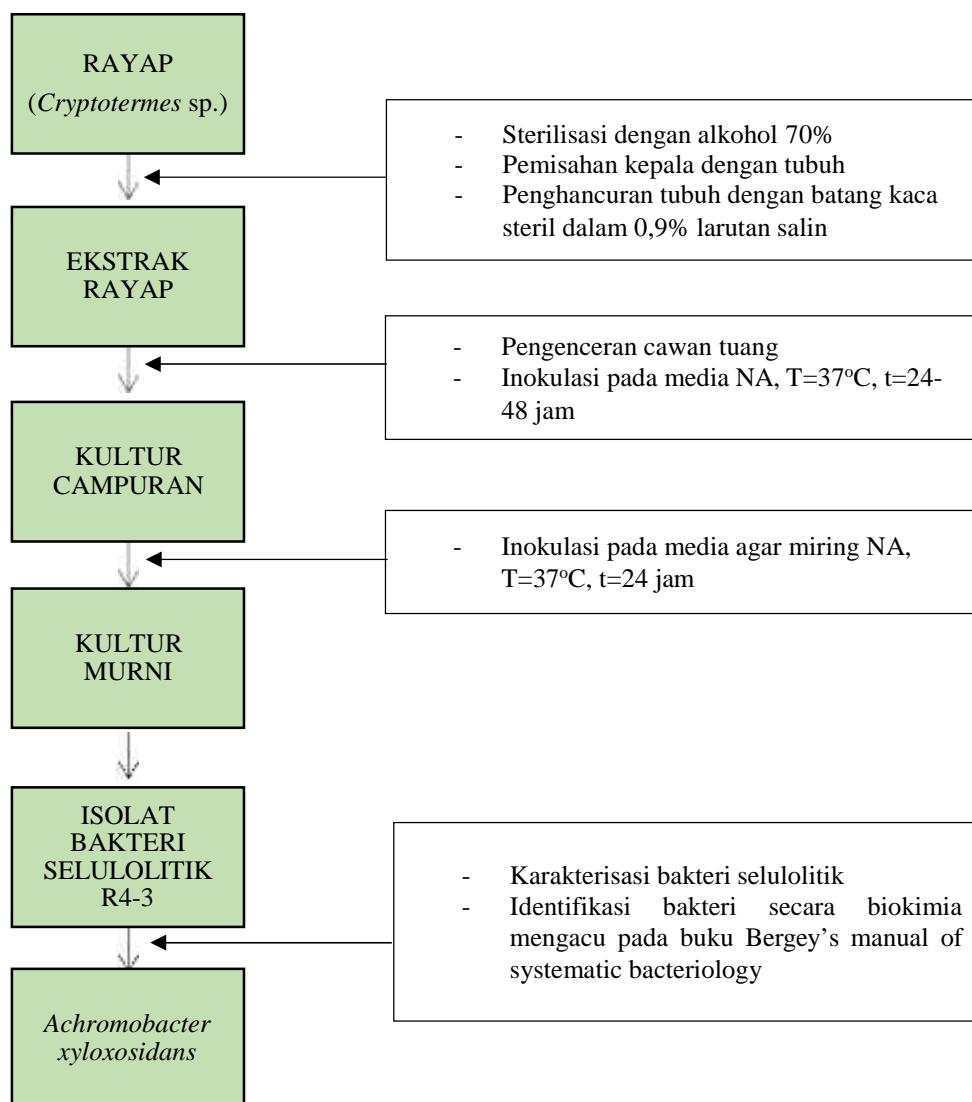 RAYAP
(Cryptotermes sp.)
- Sterilisasi dengan alkohol 70%
- Pemisahan kepala dengan tubuh
- Penghancuran tubuh dengan batang kaca
steril dalam 0,9% larutan salin
EKSTRAK
RAYAP
- Pengenceran cawan tuang
- Inokulasi pada media NA, T=37°C, t=24-
48 jam
KULTUR
CAMPURAN
- Inokulasi pada media agar miring NA,
T=37°C, t=24 jam
KULTUR
MURNI
ISOLAT
BAKTERI
SELULOLITIK
R4-3
- Karakterisasi bakteri selulolitik
- Identifikasi bakteri secara biokimia
mengacu pada buku Bergey’s manual of
systematic bacteriology
Achromobacter
xyloxosidans